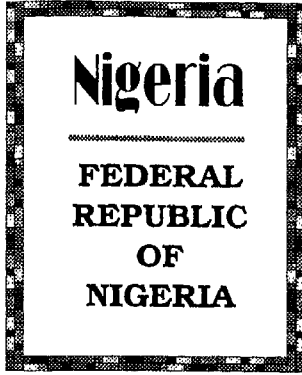 Nigeria
FEDERAL
REPUBLIC
OF
NIGERIA